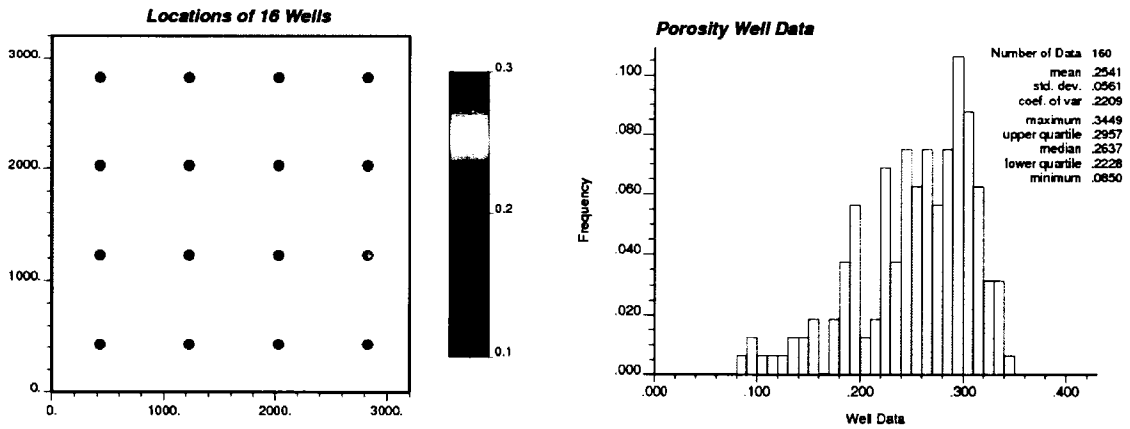 Locations of 16 Wells
3000.
2000.
1000.
0.
0. 1000. 2000. 3000.
0.3
0.2
0.1
Porosity Well Data
Frequency
.100
.080
.060
.040
.020
.000
.000 .100 .200 .300 .400
Well Data
Number of Data 160
mean .2541
std. dev. .0561
coef. of var .2209
maximum .3449
upper quartile .2957
median .2637
lower quartile .2228
minimum .0850